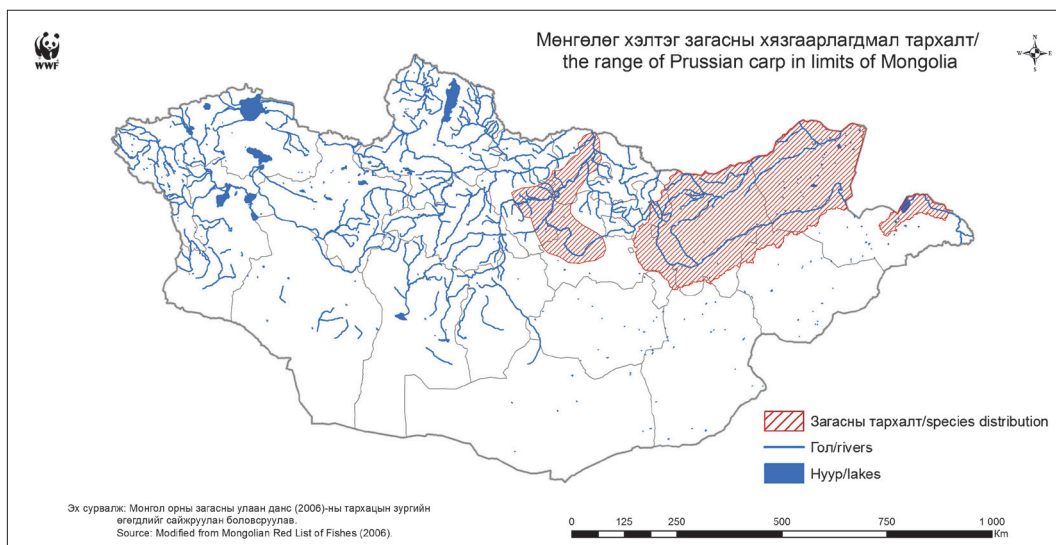 WWF
Мөнгөлөг хэлтэг загасны хязгаарлагдмал тархалт/
the range of Prussian carp in limits of Mongolia
N
W E
S
Загасны тархалт/species distribution
Гол/rivers
Нуур/lakes
Эх сурвалж: Монгол орны загасны улаан данс (2006)-ны тархацын зургийн
өгөгдлийг сайжруулан боловсруулав.
Source: Modified from Mongolian Red List of Fishes (2006).
0 125 250 500 750 1 000
Km